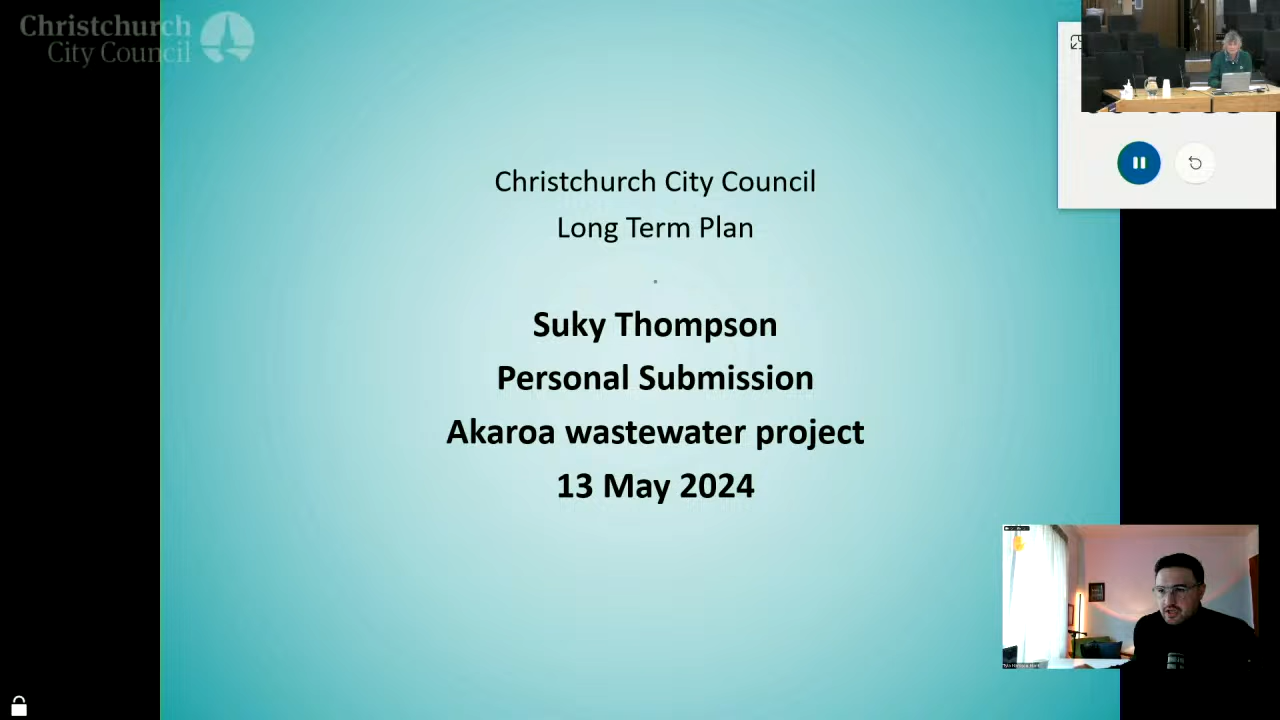 Christchurch
City Council
Christchurch City Council
Long Term Plan
Suky Thompson
Personal Submission
Akaroa wastewater project
13 May 2024